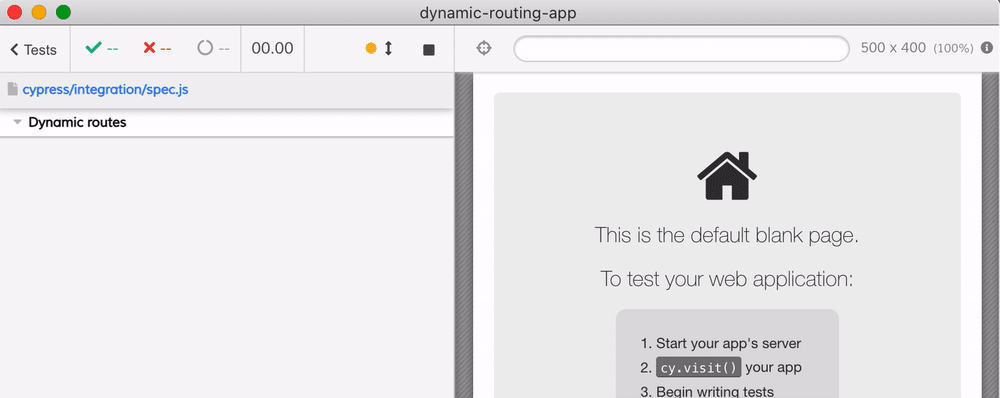 dynamic-routing-app
Tests -- -- -- 00.00 500 x 400 (100%)
cypress/integration/spec.js
Dynamic routes
This is the default blank page.
To test your web application:
1. Start your app's server
2. cy.visit() your app
3. Begin writing tests